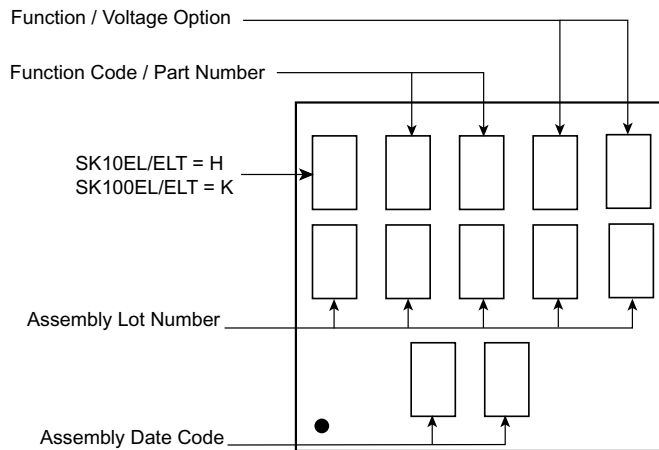 Function / Voltage Option
Function Code / Part Number
SK10EL/ELT = H
SK100EL/ELT = K
Assembly Lot Number
Assembly Date Code